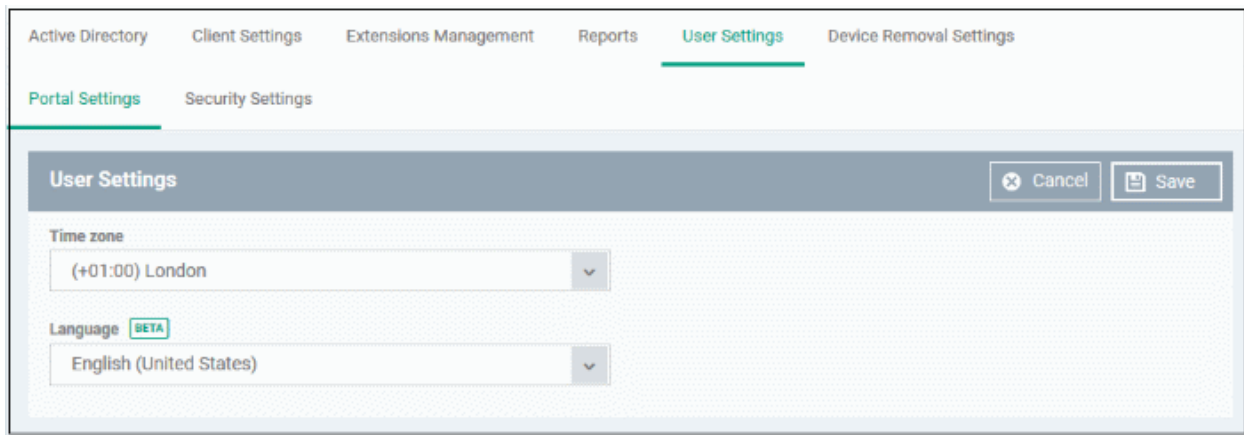 Active Directory Client Settings Extensions Management Reports User Settings Device Removal Settings
Portal Settings Security Settings
User Settings Cancel Save
Time zone
(+01:00) London
Language BETA
English (United States)